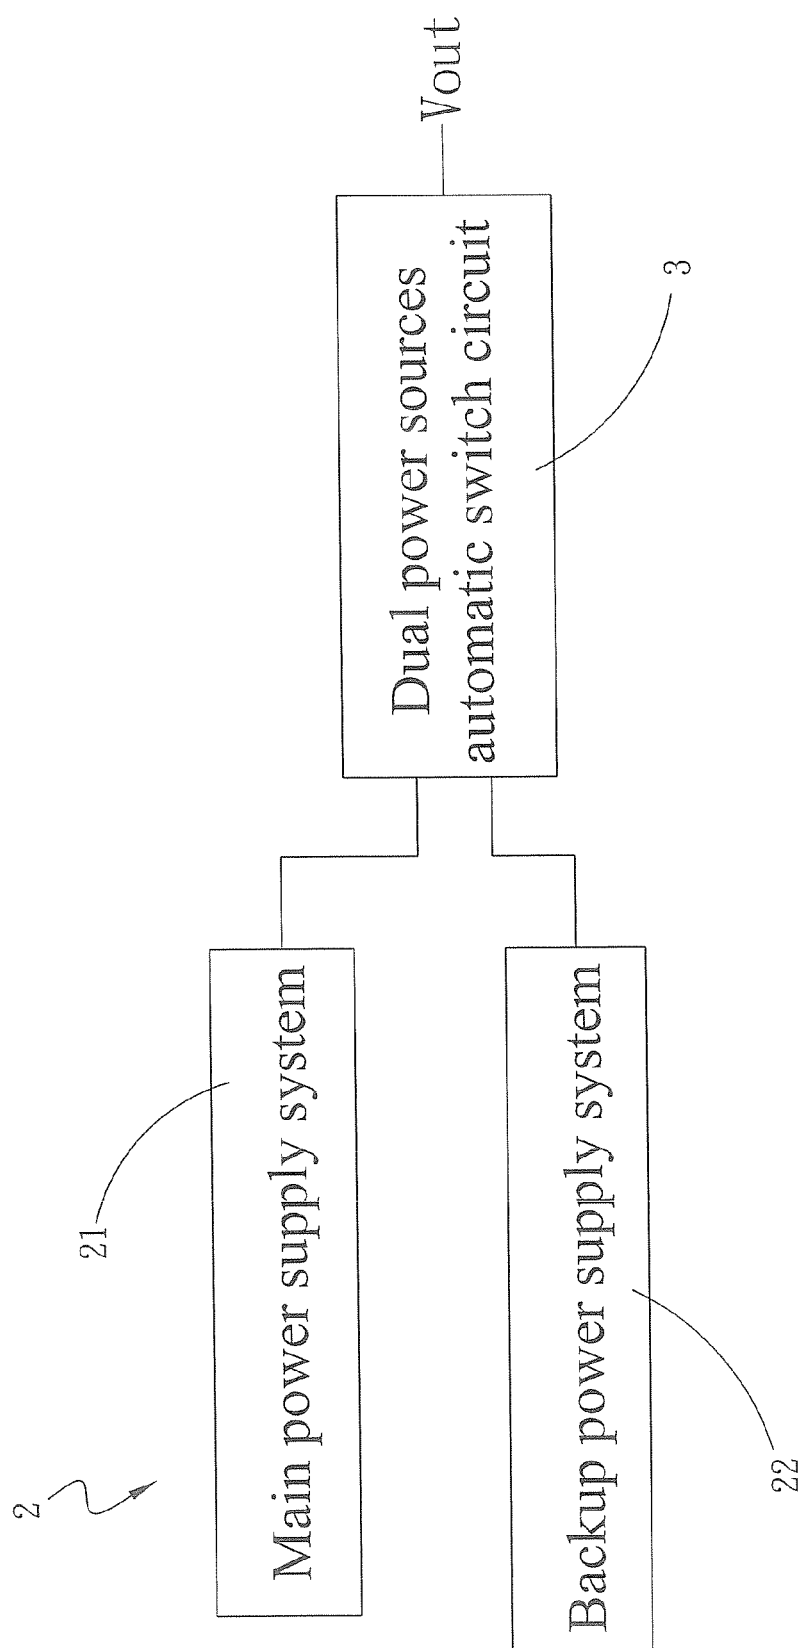 2
21
Main power supply system
Backup power supply system
22
Dual power sources
automatic switch circuit
3
Vout